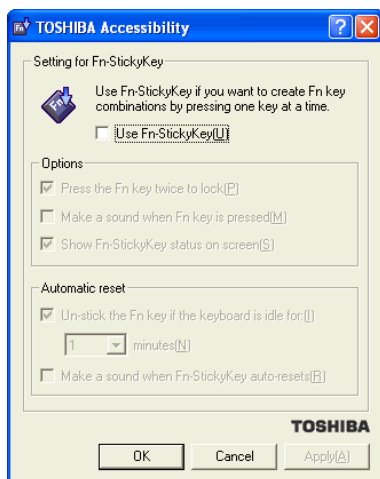 TOSHIBA Accessibility
Setting for Fn-StickyKey
Use Fn-StickyKey if you want to create Fn key
combinations by pressing one key at a time.
Use Fn-StickyKey(U)
Options
Press the Fn key twice to lock(P)
Make a sound when Fn key is pressed(M)
Show Fn-StickyKey status on screen(S)
Automatic reset
Un-stick the Fn key if the keyboard is idle for:(I)
1 minutes(N)
Make a sound when Fn-StickyKey auto-resets(R)
TOSHIBA
OK Cancel Apply(A)